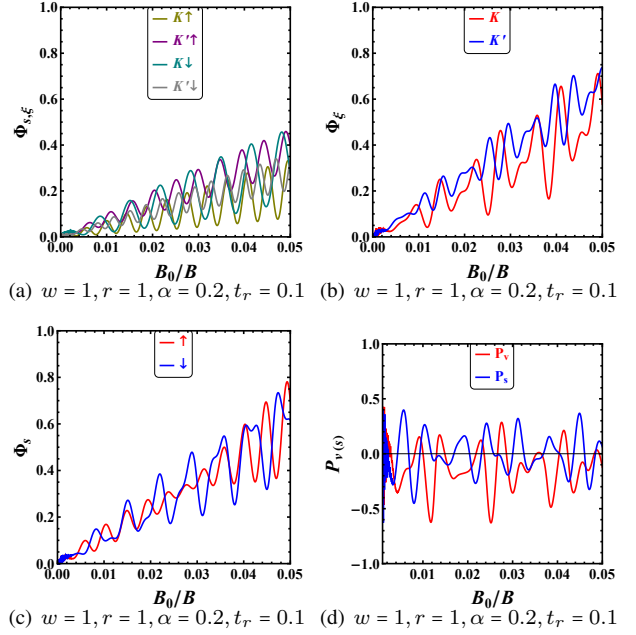 K↑
K'↑
K↓
K'↓
Φs,ξ
1.0
0.8
0.6
0.4
0.2
0.0
0.00 0.01 0.02 0.03 0.04 0.05
B0/B
(a) w = 1, r = 1, α = 0.2, tr = 0.1
K
K'
Φξ
1.0
0.8
0.6
0.4
0.2
0.0
0.00 0.01 0.02 0.03 0.04 0.05
B0/B
(b) w = 1, r = 1, α = 0.2, tr = 0.1
↑
↓
Φs
1.0
0.8
0.6
0.4
0.2
0.0
0.00 0.01 0.02 0.03 0.04 0.05
B0/B
(c) w = 1, r = 1, α = 0.2, tr = 0.1
Pv
Ps
Pν(s)
1.0
0.5
0.0
−0.5
−1.0
0.01 0.02 0.03 0.04 0.05
B0/B
(d) w = 1, r = 1, α = 0.2, tr = 0.1